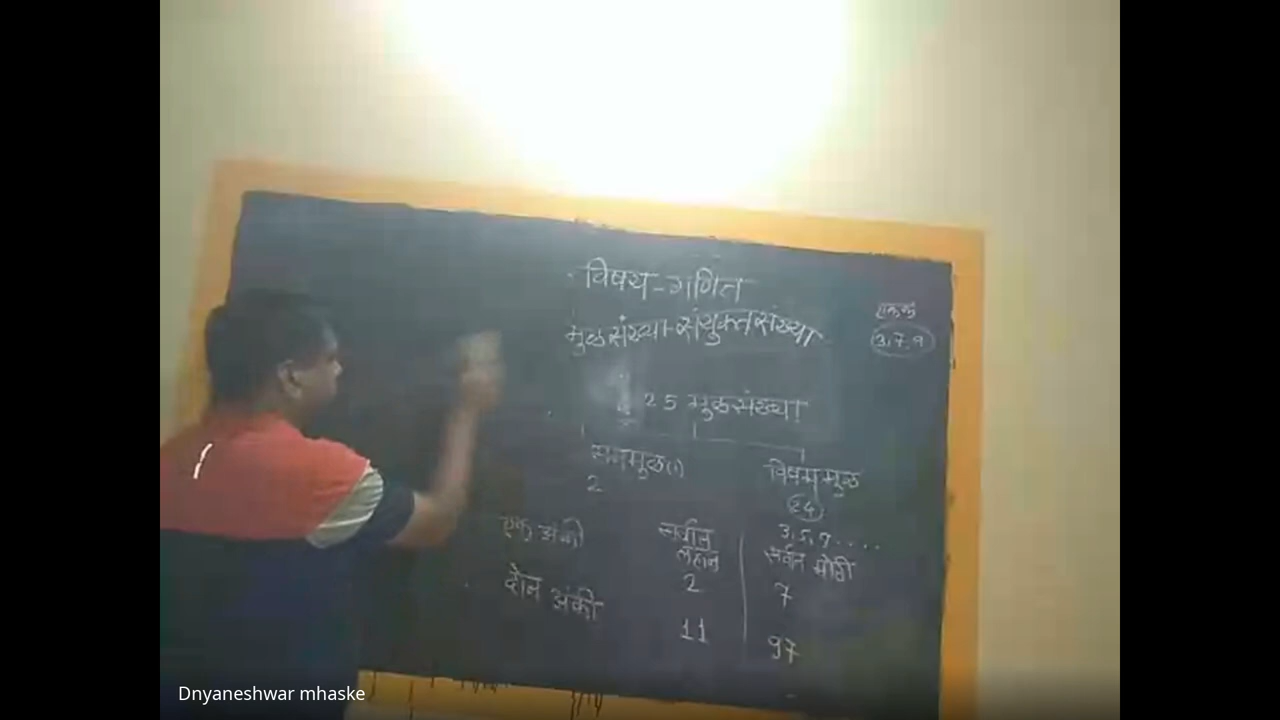 विषय-गणित
मुळसंख्या-संयुक्तसंख्या
एकक
3,7,9
25 मुळसंख्या
सममुळ(1)
विषममुळ
2
24
3,5,7....
एक अंकी
सर्वात लहान
सर्वात मोठी
2
7
दोन अंकी
11
97
Dnyaneshwar mhaske